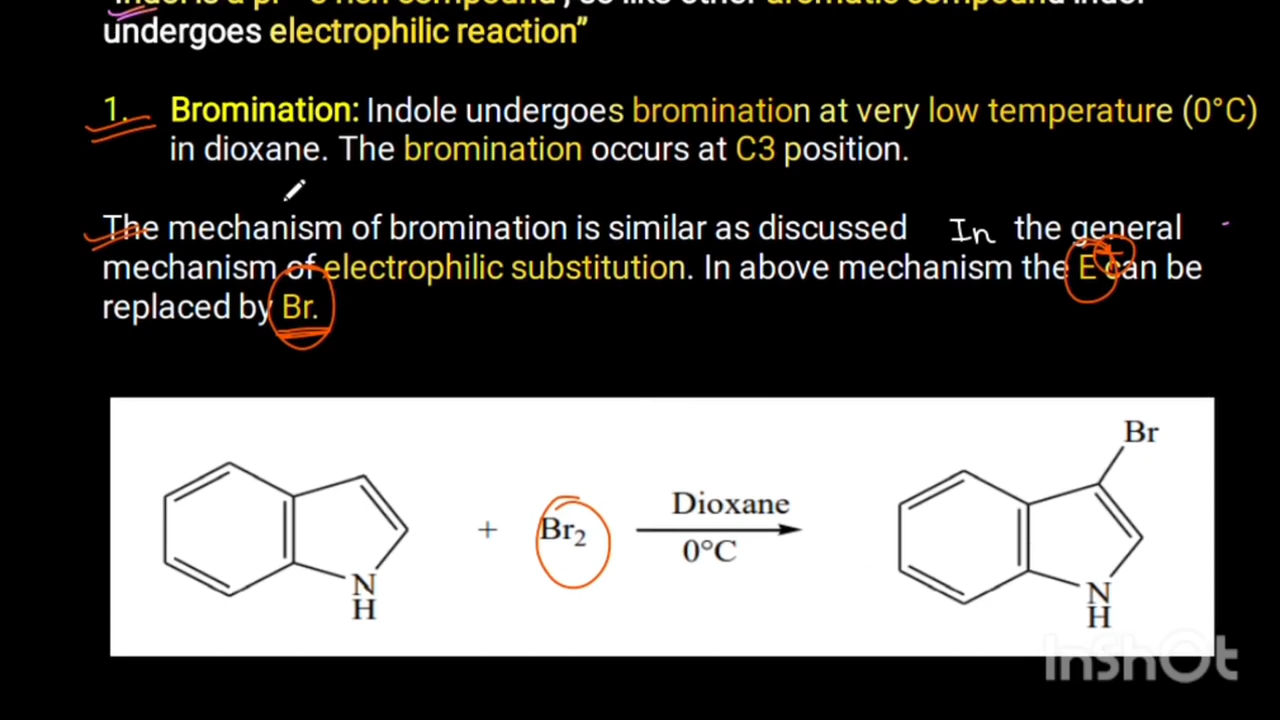 undergoes electrophilic reaction”
1. Bromination: Indole undergoes bromination at very low temperature (0°C)
in dioxane. The bromination occurs at C3 position.
The mechanism of bromination is similar as discussed In the general
mechanism of electrophilic substitution. In above mechanism the E can be
replaced by Br.
Br
Dioxane
+ Br₂
0°C
N
H
N
H
InShOt